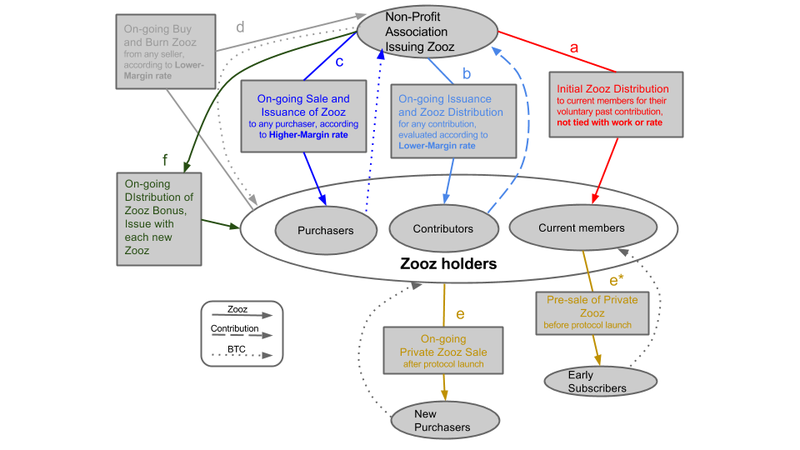 On-going Buy
and Burn Zooz
from any seller,
according to Lower-
Margin rate
d
Non-Profit
Association
Issuing Zooz
a
c
b
On-going Sale and
Issuance of Zooz
to any purchaser, according
to Higher-Margin rate
On-going Issuance
and Zooz Distribution
for any contribution,
evaluated according to
Lower-Margin rate
Initial Zooz Distribution
to current members for their
voluntary past contribution,
not tied with work or rate
f
On-going
DIstribution of
Zooz Bonus,
Issue with
each new
Zooz
Purchasers
Contributors
Current members
Zooz holders
e
e*
Pre-sale of Private
Zooz
before protocol launch
Zooz
Contribution
BTC
On-going
Private Zooz Sale
after protocol launch
Early
Subscribers
New
Purchasers